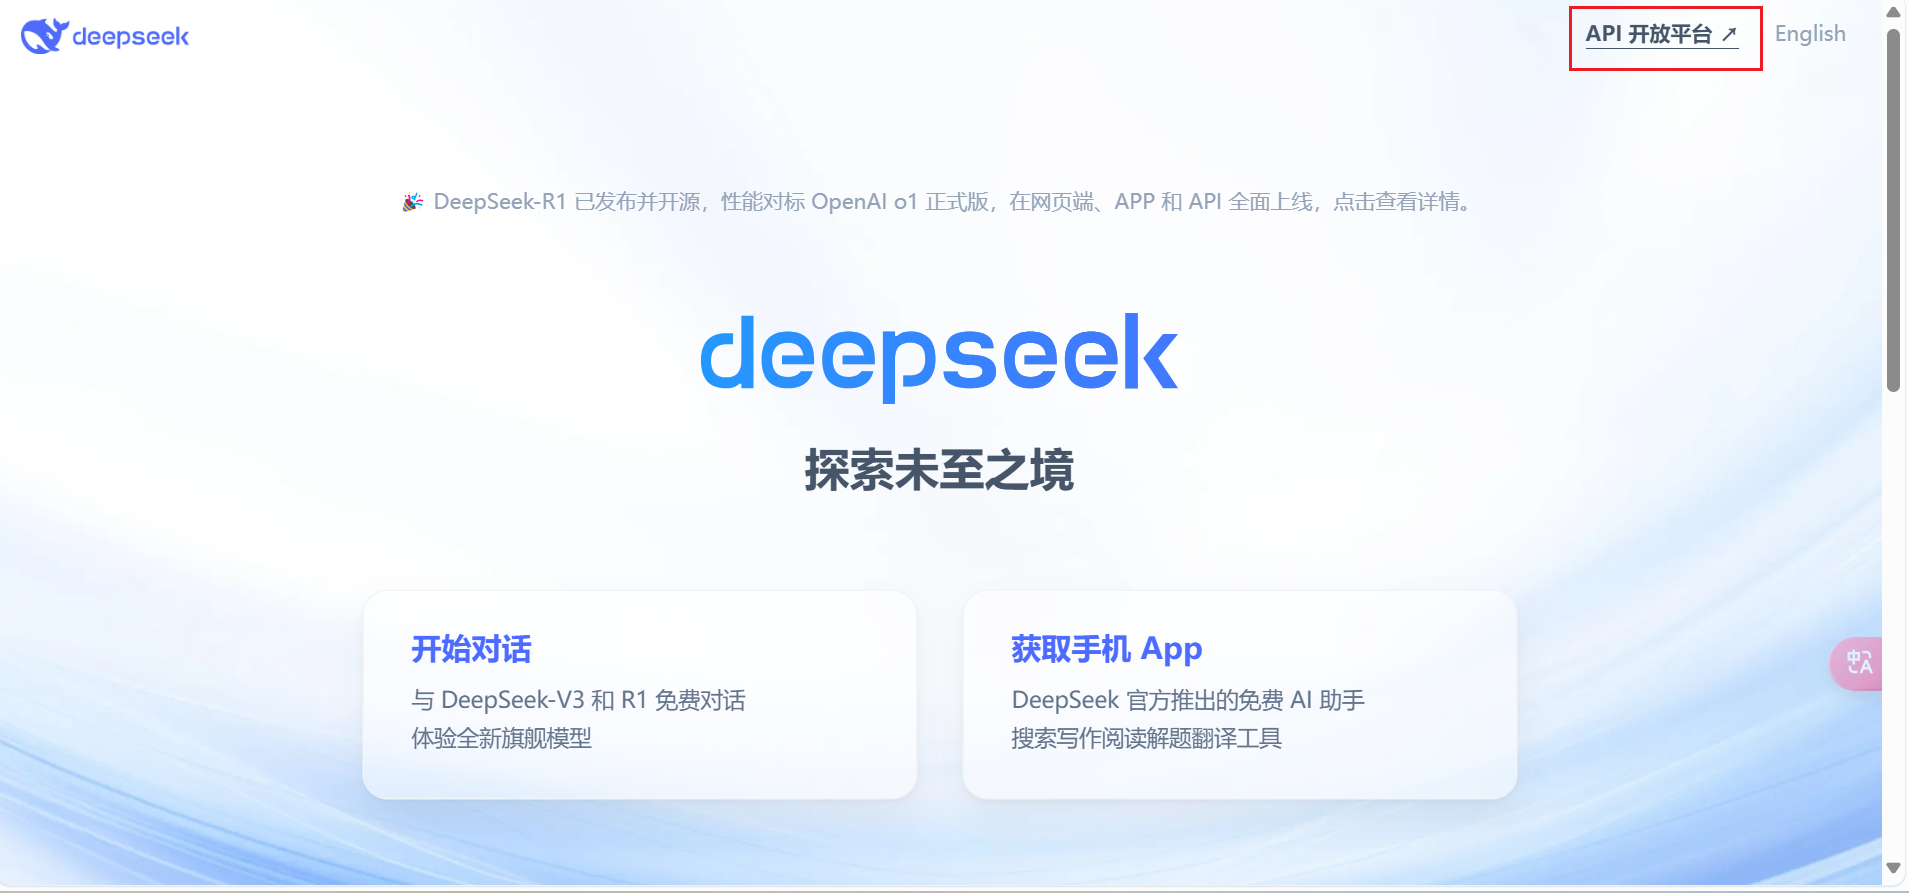 deepseek
API 开放平台 ↗
English
🎉 DeepSeek-R1 已发布并开源，性能对标 OpenAI o1 正式版，在网页端、APP 和 API 全面上线，点击查看详情。
deepseek
探索未至之境
开始对话
与 DeepSeek-V3 和 R1 免费对话
体验全新旗舰模型
获取手机 App
DeepSeek 官方推出的免费 AI 助手
搜索写作阅读解题翻译工具
中A